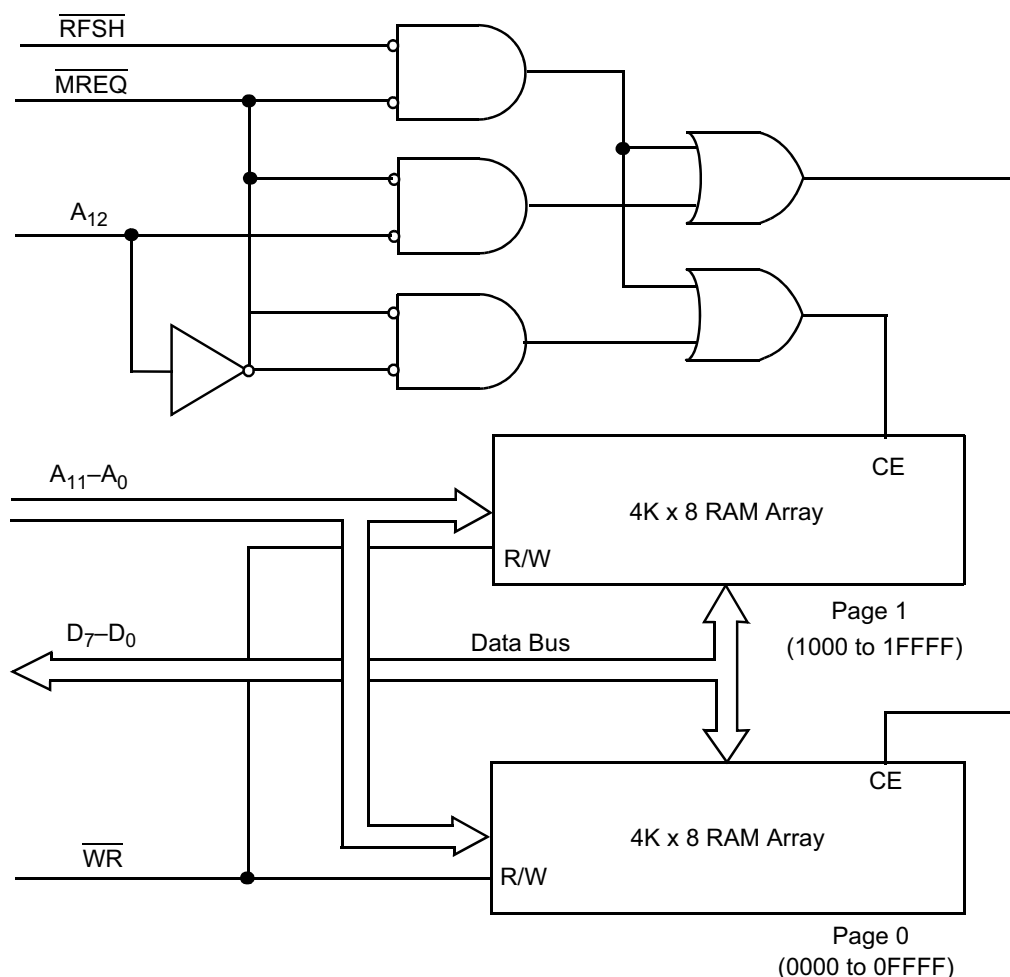 RFSH
MREQ
A12
A11–A0
CE
4K x 8 RAM Array
R/W
Page 1
(1000 to 1FFFF)
D7–D0
Data Bus
CE
4K x 8 RAM Array
WR
R/W
Page 0
(0000 to 0FFFF)